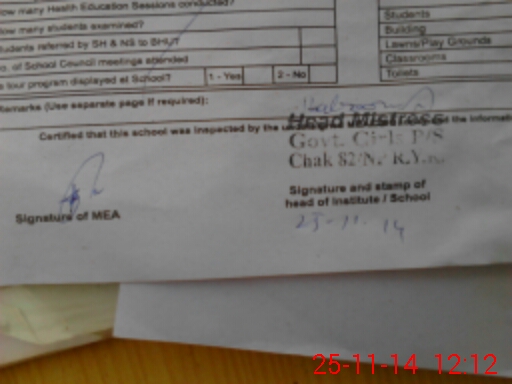 How many Health Education Sessions conducted?
How many students examined?
Students referred by SH & NS to BHU?
No. of School Council meetings attended
Is tour program displayed at School? 1 - Yes 2 - No
Students
Building
Lawns/Play Grounds
Classrooms
Toilets
Remarks (Use separate page if required):
Certified that this school was inspected by the
Head Mistress
Govt. Girls P/S
Chak 82/N.P R.Y.K.
Signature of MEA
Signature and stamp of
head of institute / School
25-11-14
25-11-14 12:12